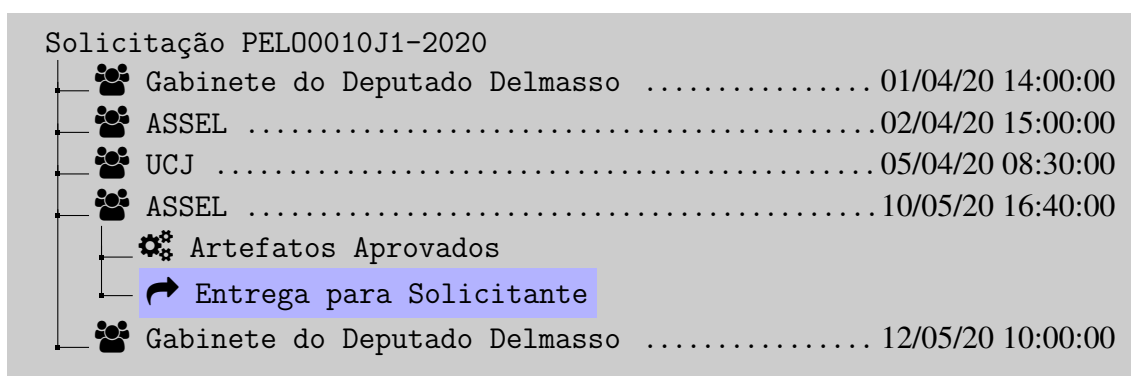 Solicitação PELO0010J1-2020
Gabinete do Deputado Delmasso ................ 01/04/20 14:00:00
ASSEL ............................................ 02/04/20 15:00:00
UCJ .............................................. 05/04/20 08:30:00
ASSEL ............................................ 10/05/20 16:40:00
Artefatos Aprovados
Entrega para Solicitante
Gabinete do Deputado Delmasso ................ 12/05/20 10:00:00